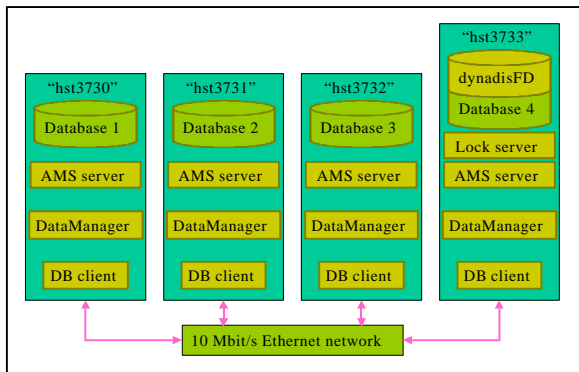 “hst3730”
Database 1
AMS server
DataManager
DB client
“hst3731”
Database 2
AMS server
DataManager
DB client
“hst3732”
Database 3
AMS server
DataManager
DB client
“hst3733”
dynadisFD
Database 4
Lock server
AMS server
DataManager
DB client
10 Mbit/s Ethernet network